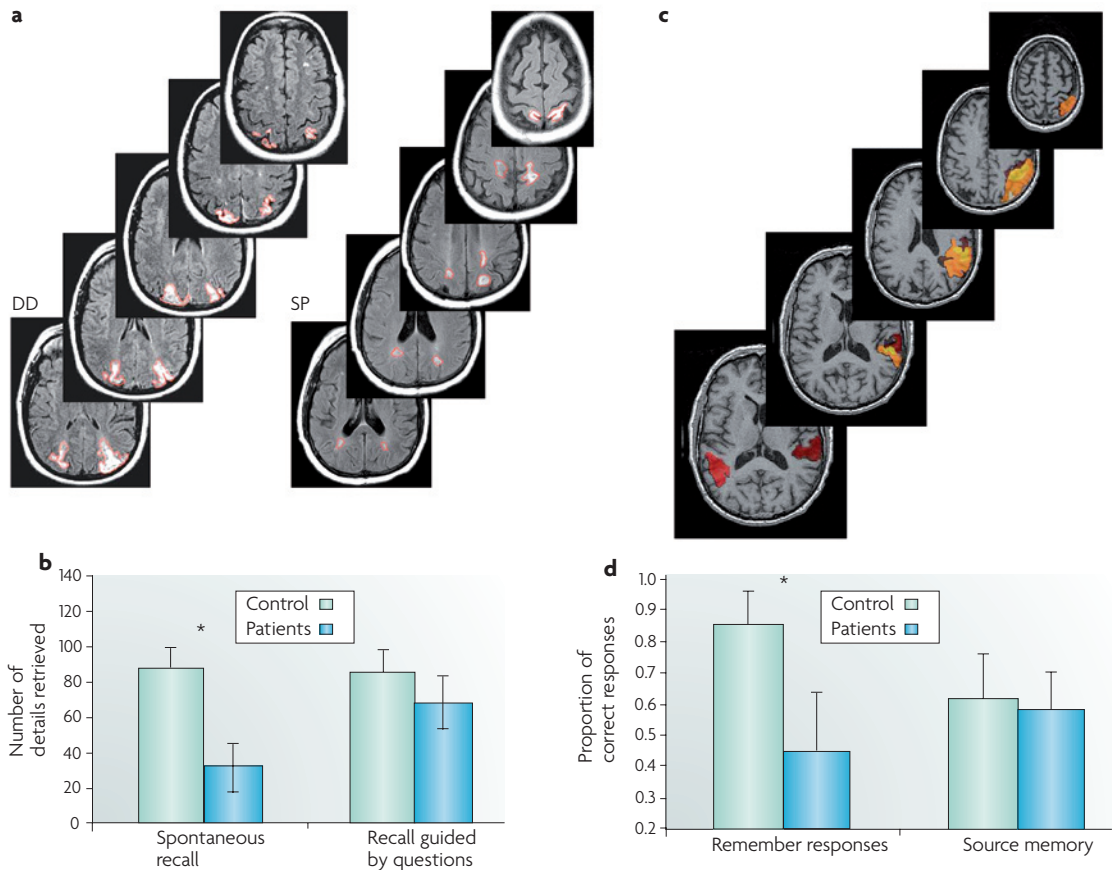 a
DD
SP
c
b
Number of
details retrieved
140
120
100
80
60
40
20
0
*
Control
Patients
Spontaneous
recall
Recall guided
by questions
d
Proportion of
correct responses
1.0
0.9
0.8
0.7
0.6
0.5
0.4
0.3
0.2
*
Control
Patients
Remember responses
Source memory